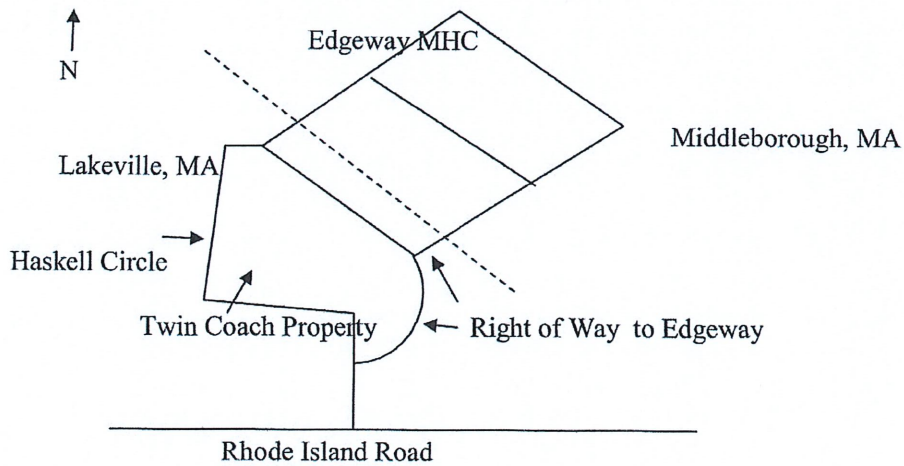 Edgeway MHC
N
Middleborough, MA
Lakeville, MA
Haskell Circle
Twin Coach Property
Right of Way to Edgeway
Rhode Island Road